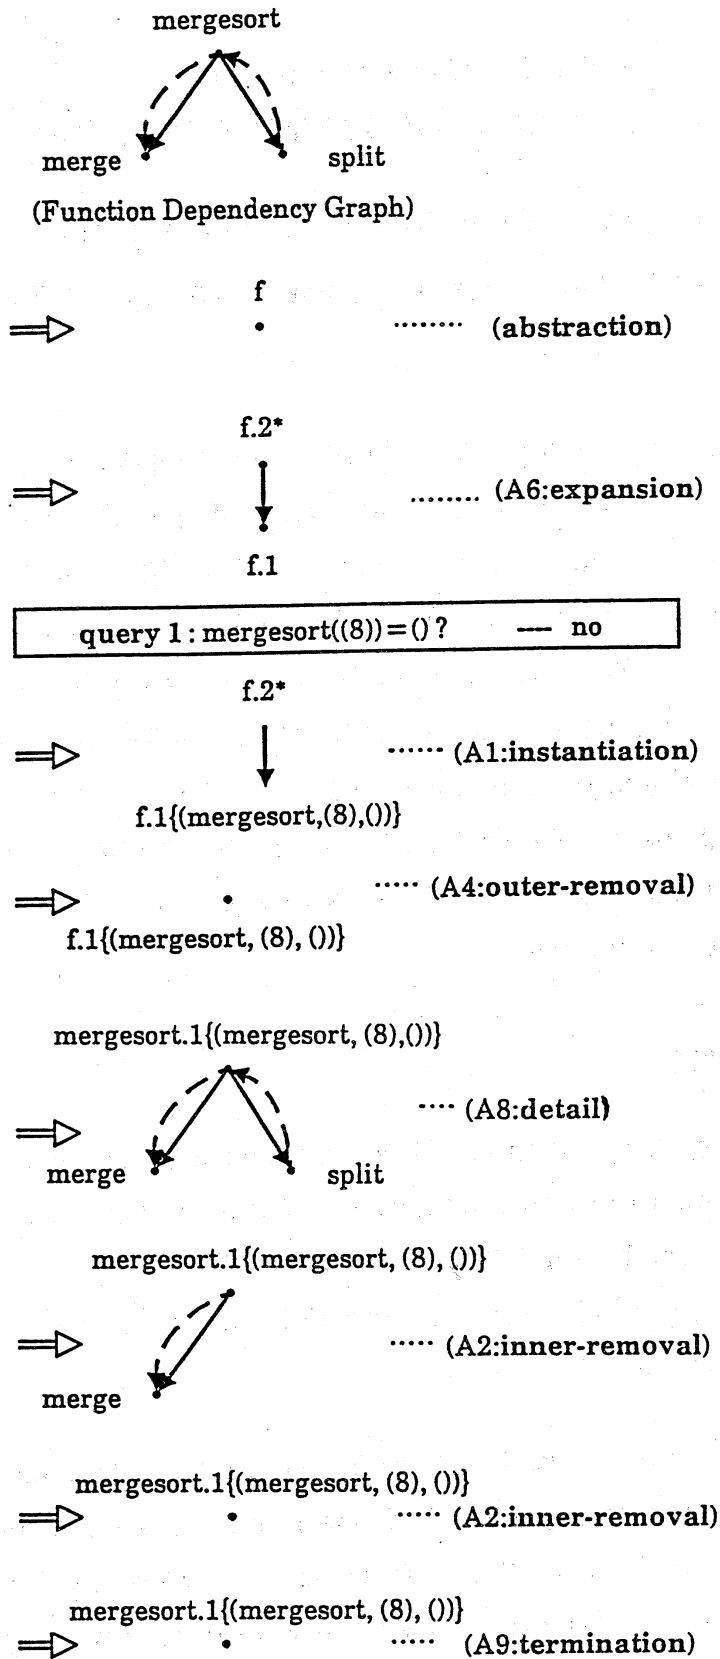 mergesort
merge split
(Function Dependency Graph)
f
⇒ ........ (abstraction)
f.2*
⇒ ........ (A6:expansion)
f.1
query 1 : mergesort((8)) = () ? — no
f.2*
⇒ ...... (A1:instantiation)
f.1{(mergesort,(8),())}
⇒ ..... (A4:outer-removal)
f.1{(mergesort, (8), ())}
mergesort.1{(mergesort, (8),())}
⇒ .... (A8:detail)
merge split
mergesort.1{(mergesort, (8), ())}
⇒ ..... (A2:inner-removal)
merge
mergesort.1{(mergesort, (8), ())}
⇒ ..... (A2:inner-removal)
mergesort.1{(mergesort, (8), ())}
⇒ ..... (A9:termination)